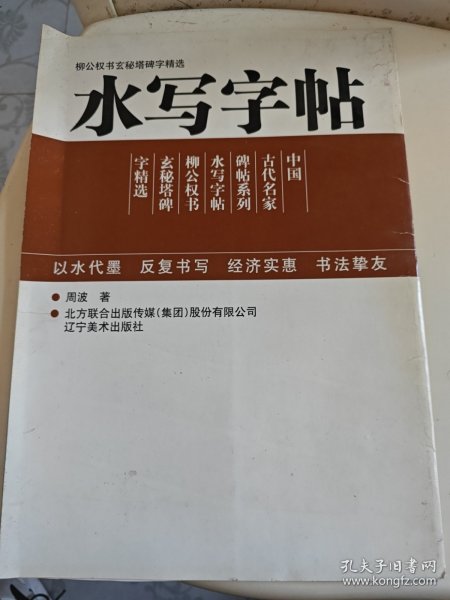 柳公权书玄秘塔碑字精选
水写字帖
中国
古代名家
碑帖系列
水写字帖
柳公权书
玄秘塔碑
字精选
以水代墨 反复书写 经济实惠 书法挚友
● 周波 著
● 北方联合出版传媒(集团)股份有限公司
辽宁美术出版社
孔夫子旧书网
www.kongfz.com